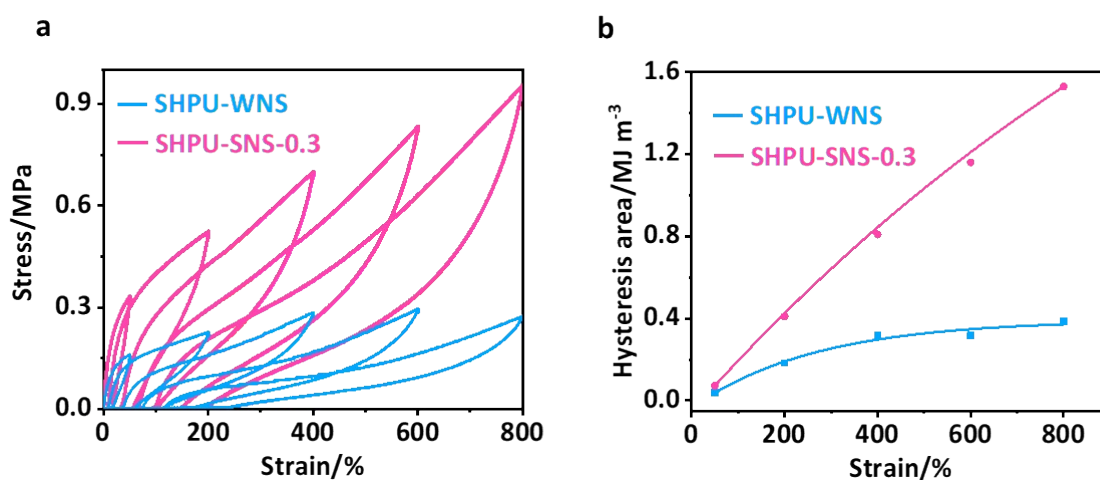 a
SHPU-WNS
SHPU-SNS-0.3
Stress/MPa
0.9
0.6
0.3
0.0
0 200 400 600 800
Strain/%
b
SHPU-WNS
SHPU-SNS-0.3
Hysteresis area/MJ m⁻³
1.6
1.2
0.8
0.4
0.0
0 200 400 600 800
Strain/%